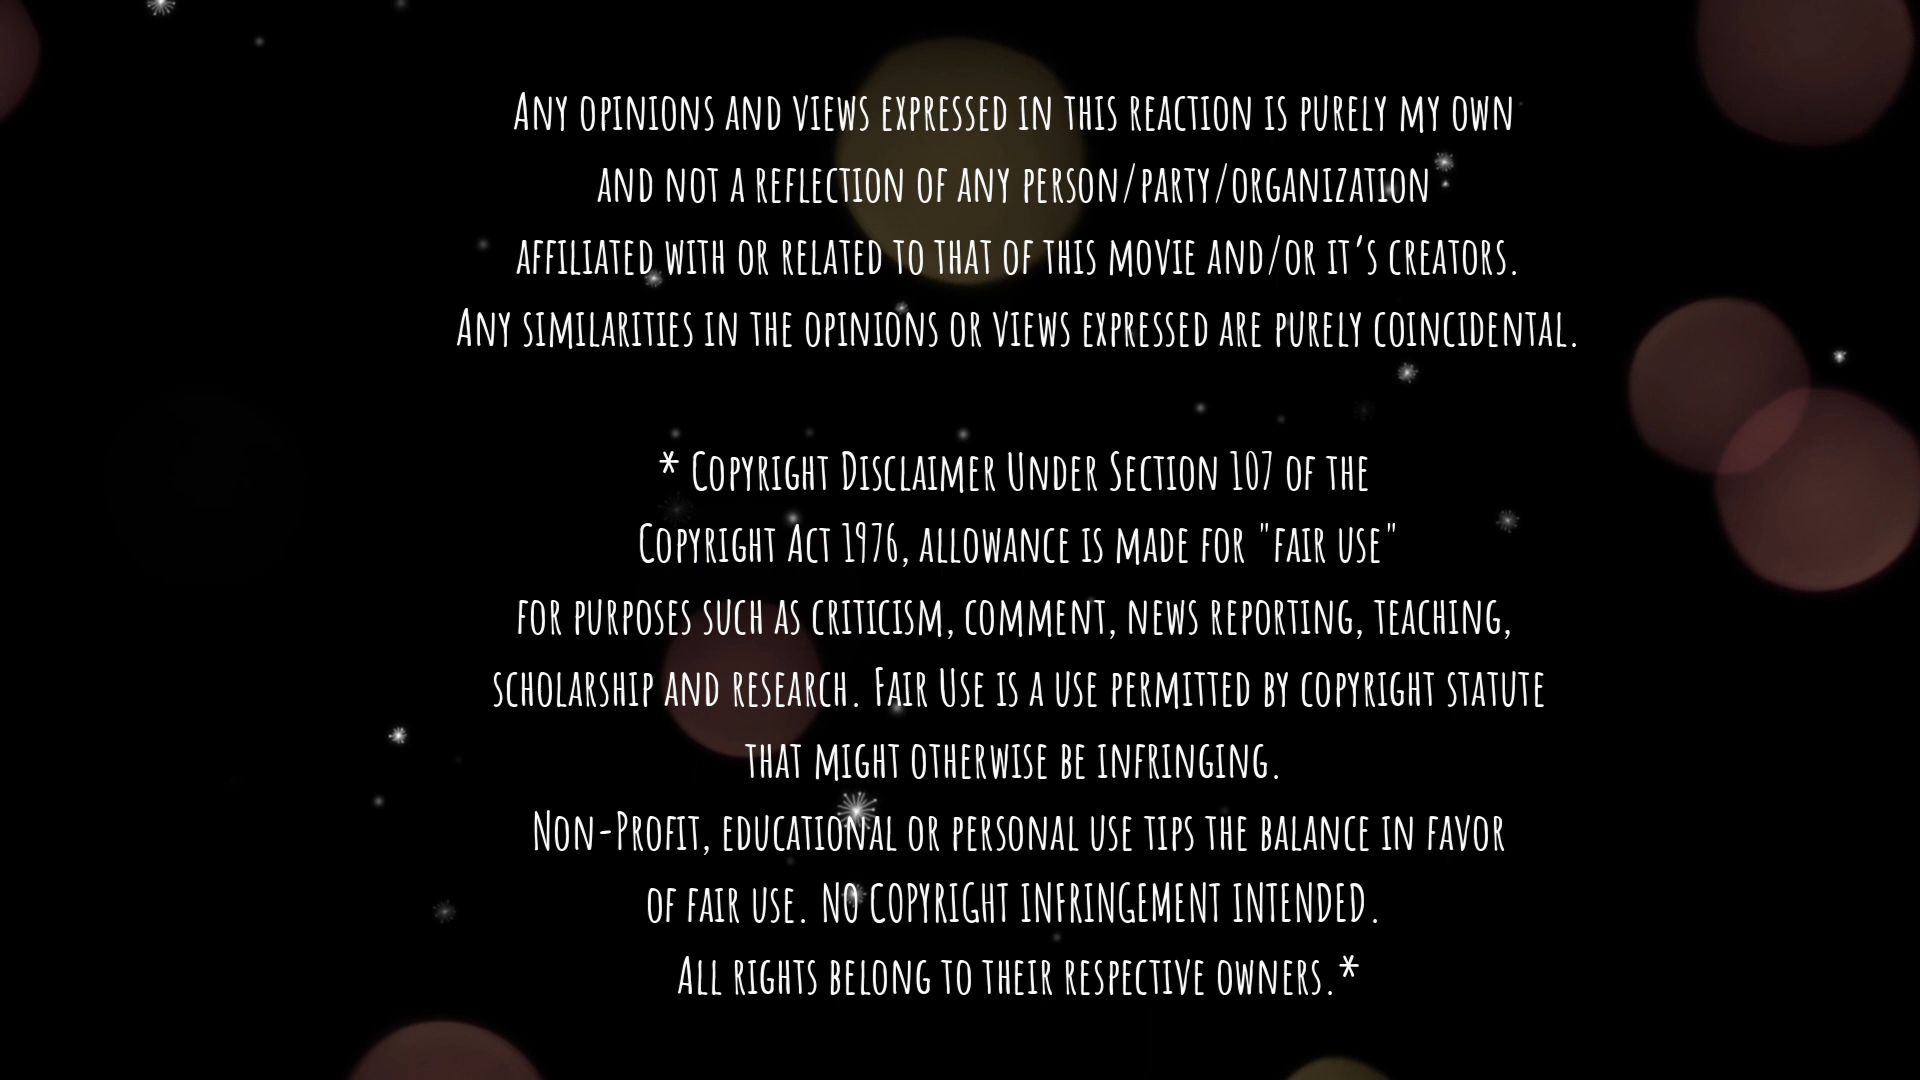 Any opinions and views expressed in this reaction is purely my own
and not a reflection of any person/party/organization
affiliated with or related to that of this movie and/or it's creators.
Any similarities in the opinions or views expressed are purely coincidental.
* Copyright Disclaimer Under Section 107 of the
Copyright Act 1976, allowance is made for "fair use"
for purposes such as criticism, comment, news reporting, teaching,
scholarship and research. Fair Use is a use permitted by copyright statute
that might otherwise be infringing.
Non-Profit, educational or personal use tips the balance in favor
of fair use. NO COPYRIGHT INFRINGEMENT INTENDED.
All rights belong to their respective owners.*